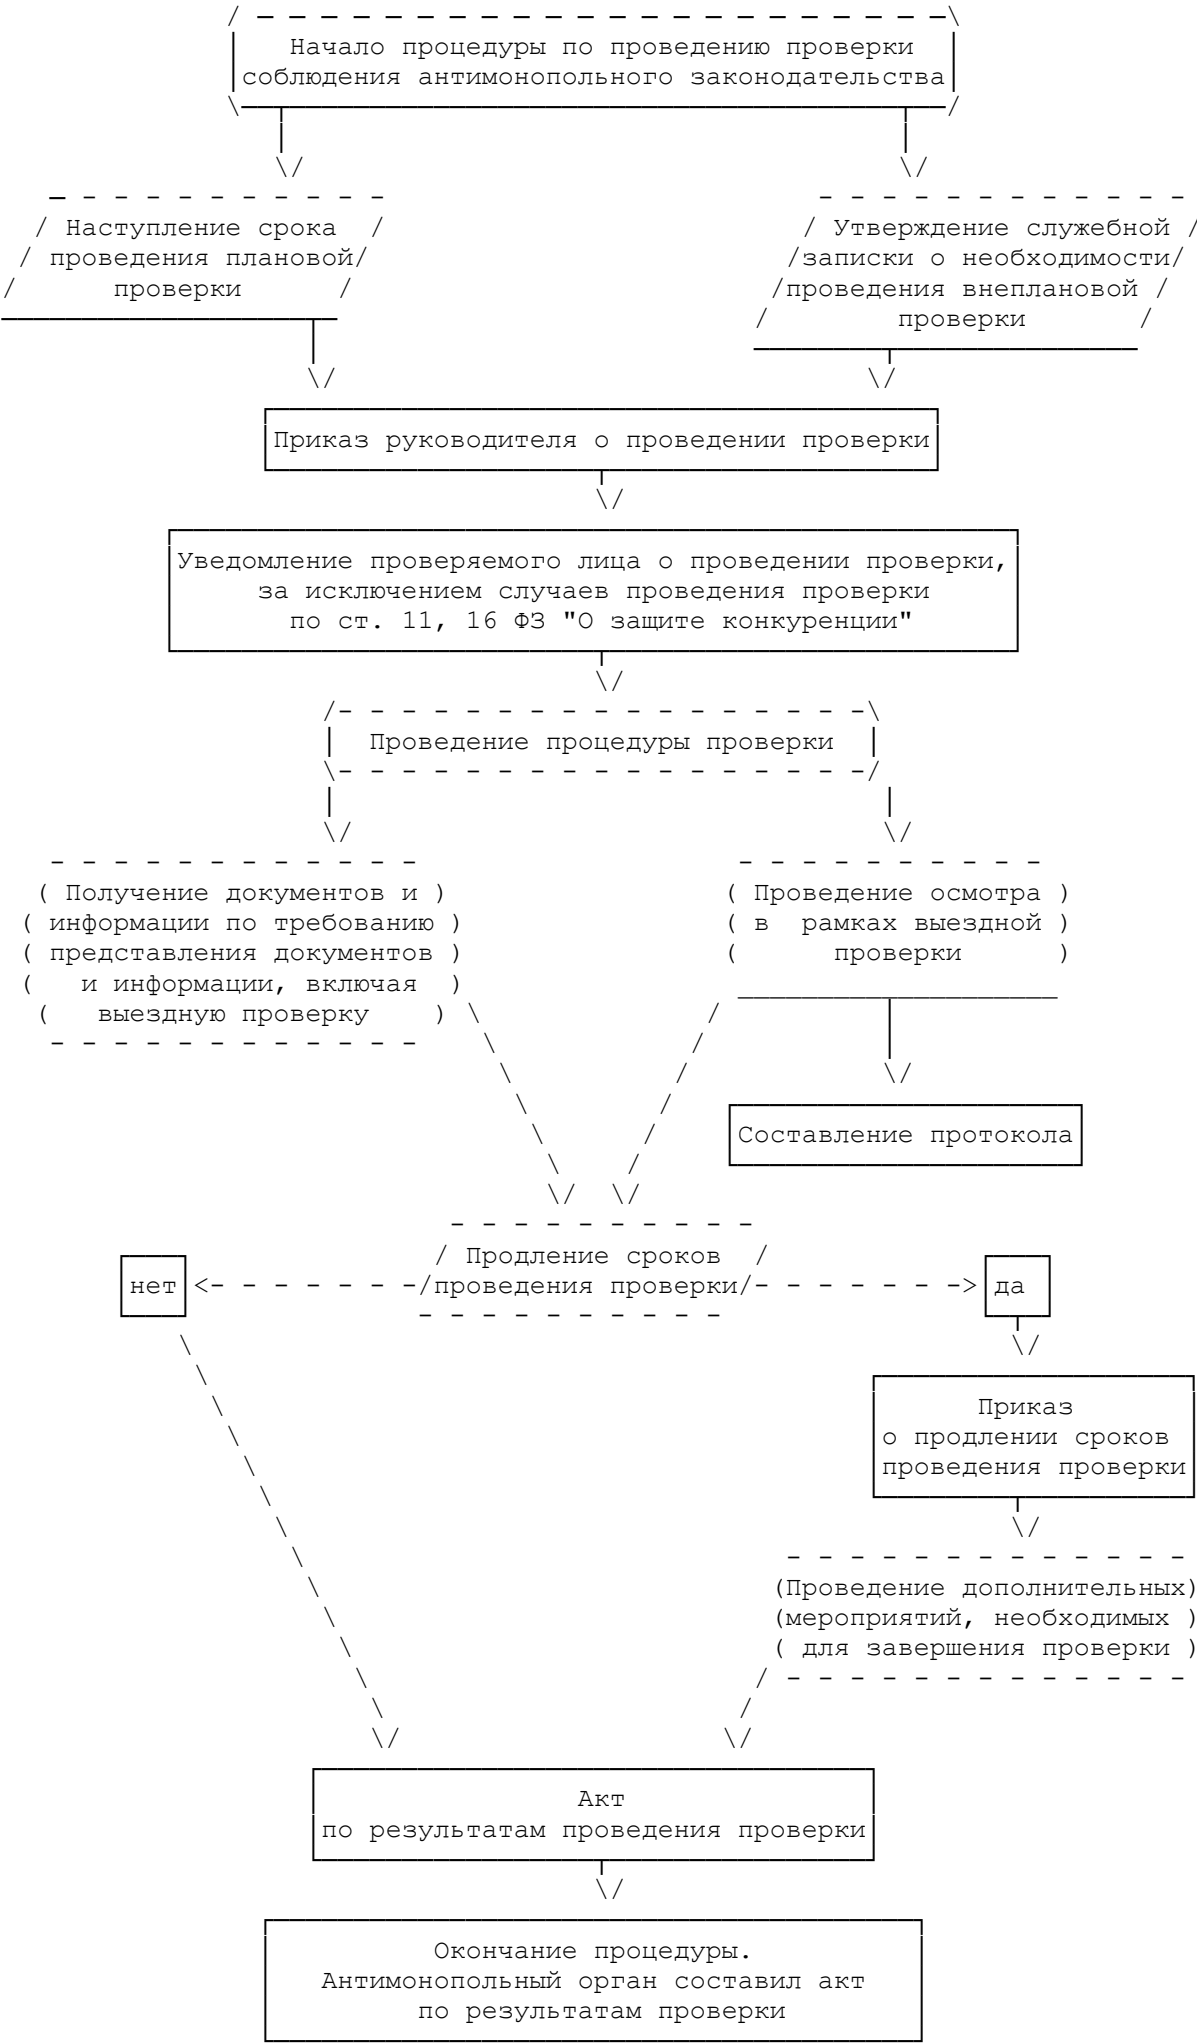 Начало процедуры по проведению проверки
соблюдения антимонопольного законодательства
Наступление срока
проведения плановой
проверки
Утверждение служебной
записки о необходимости
проведения внеплановой
проверки
Приказ руководителя о проведении проверки
Уведомление проверяемого лица о проведении проверки,
за исключением случаев проведения проверки
по ст. 11, 16 ФЗ "О защите конкуренции"
Проведение процедуры проверки
Получение документов и
информации по требованию
представления документов
и информации, включая
выездную проверку
Проведение осмотра
в рамках выездной
проверки
Составление протокола
Продление сроков
проведения проверки
нет
да
Приказ
о продлении сроков
проведения проверки
Проведение дополнительных
мероприятий, необходимых
для завершения проверки
Акт
по результатам проведения проверки
Окончание процедуры.
Антимонопольный орган составил акт
по результатам проверки